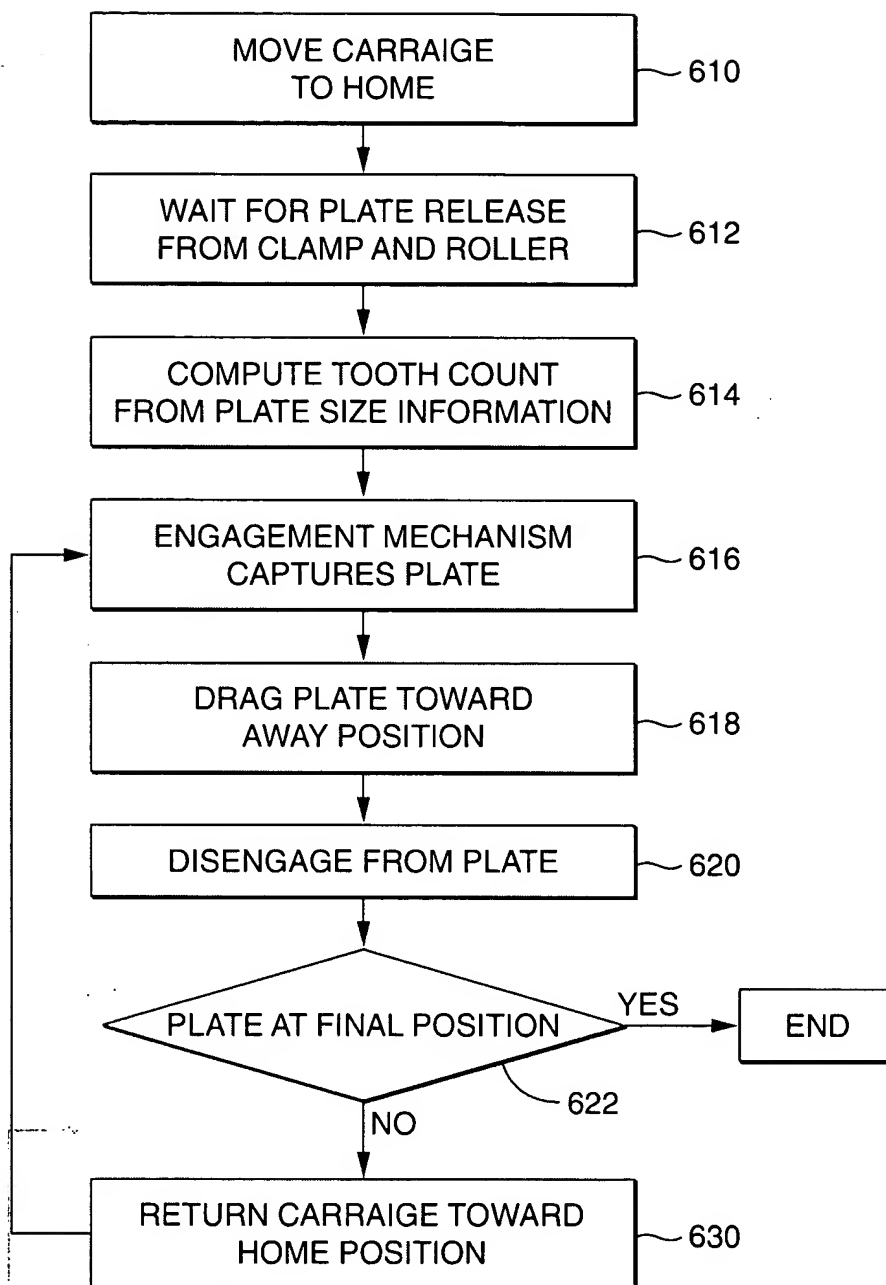 MOVE CARRAIGE
TO HOME
610
WAIT FOR PLATE RELEASE
FROM CLAMP AND ROLLER
612
COMPUTE TOOTH COUNT
FROM PLATE SIZE INFORMATION
614
ENGAGEMENT MECHANISM
CAPTURES PLATE
616
DRAG PLATE TOWARD
AWAY POSITION
618
DISENGAGE FROM PLATE
620
PLATE AT FINAL POSITION
YES
END
622
NO
RETURN CARRAIGE TOWARD
HOME POSITION
630